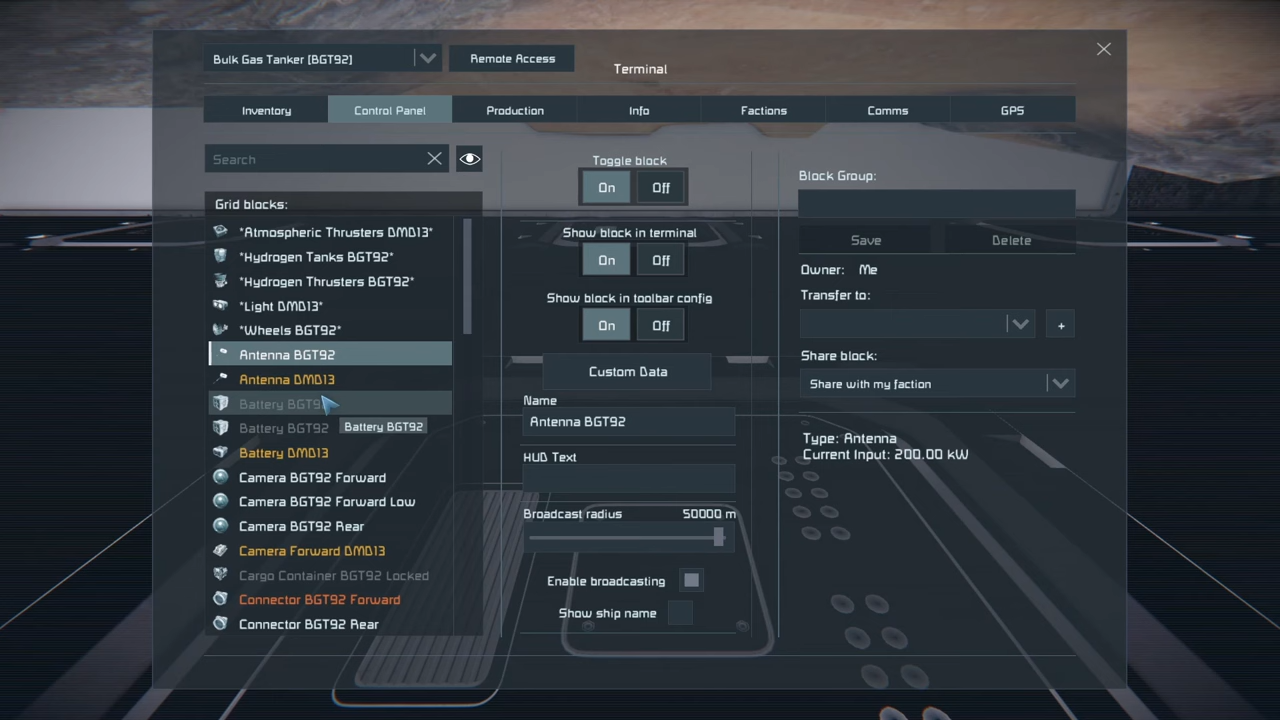 Bulk Gas Tanker [BGT92]
Remote Access
Terminal
Inventory
Control Panel
Production
Info
Factions
Comms
GPS
Search
Grid blocks:
*Atmospheric Thrusters DMD13*
*Hydrogen Tanks BGT92*
*Hydrogen Thrusters BGT92*
*Light DMD13*
*Wheels BGT92*
Antenna BGT92
Antenna DMD13
Battery BGT92
Battery BGT92
Battery BGT92
Battery DMD13
Camera BGT92 Forward
Camera BGT92 Forward Low
Camera BGT92 Rear
Camera Forward DMD13
Cargo Container BGT92 Locked
Connector BGT92 Forward
Connector BGT92 Rear
Toggle block
On Off
Show block in terminal
On Off
Show block in toolbar config
On Off
Custom Data
Name
Antenna BGT92
HUD Text
Broadcast radius 50000 m
Enable broadcasting
Show ship name
Block Group:
Save Delete
Owner: Me
Transfer to:
+
Share block:
Share with my faction
Type: Antenna
Current Input: 200.00 kW